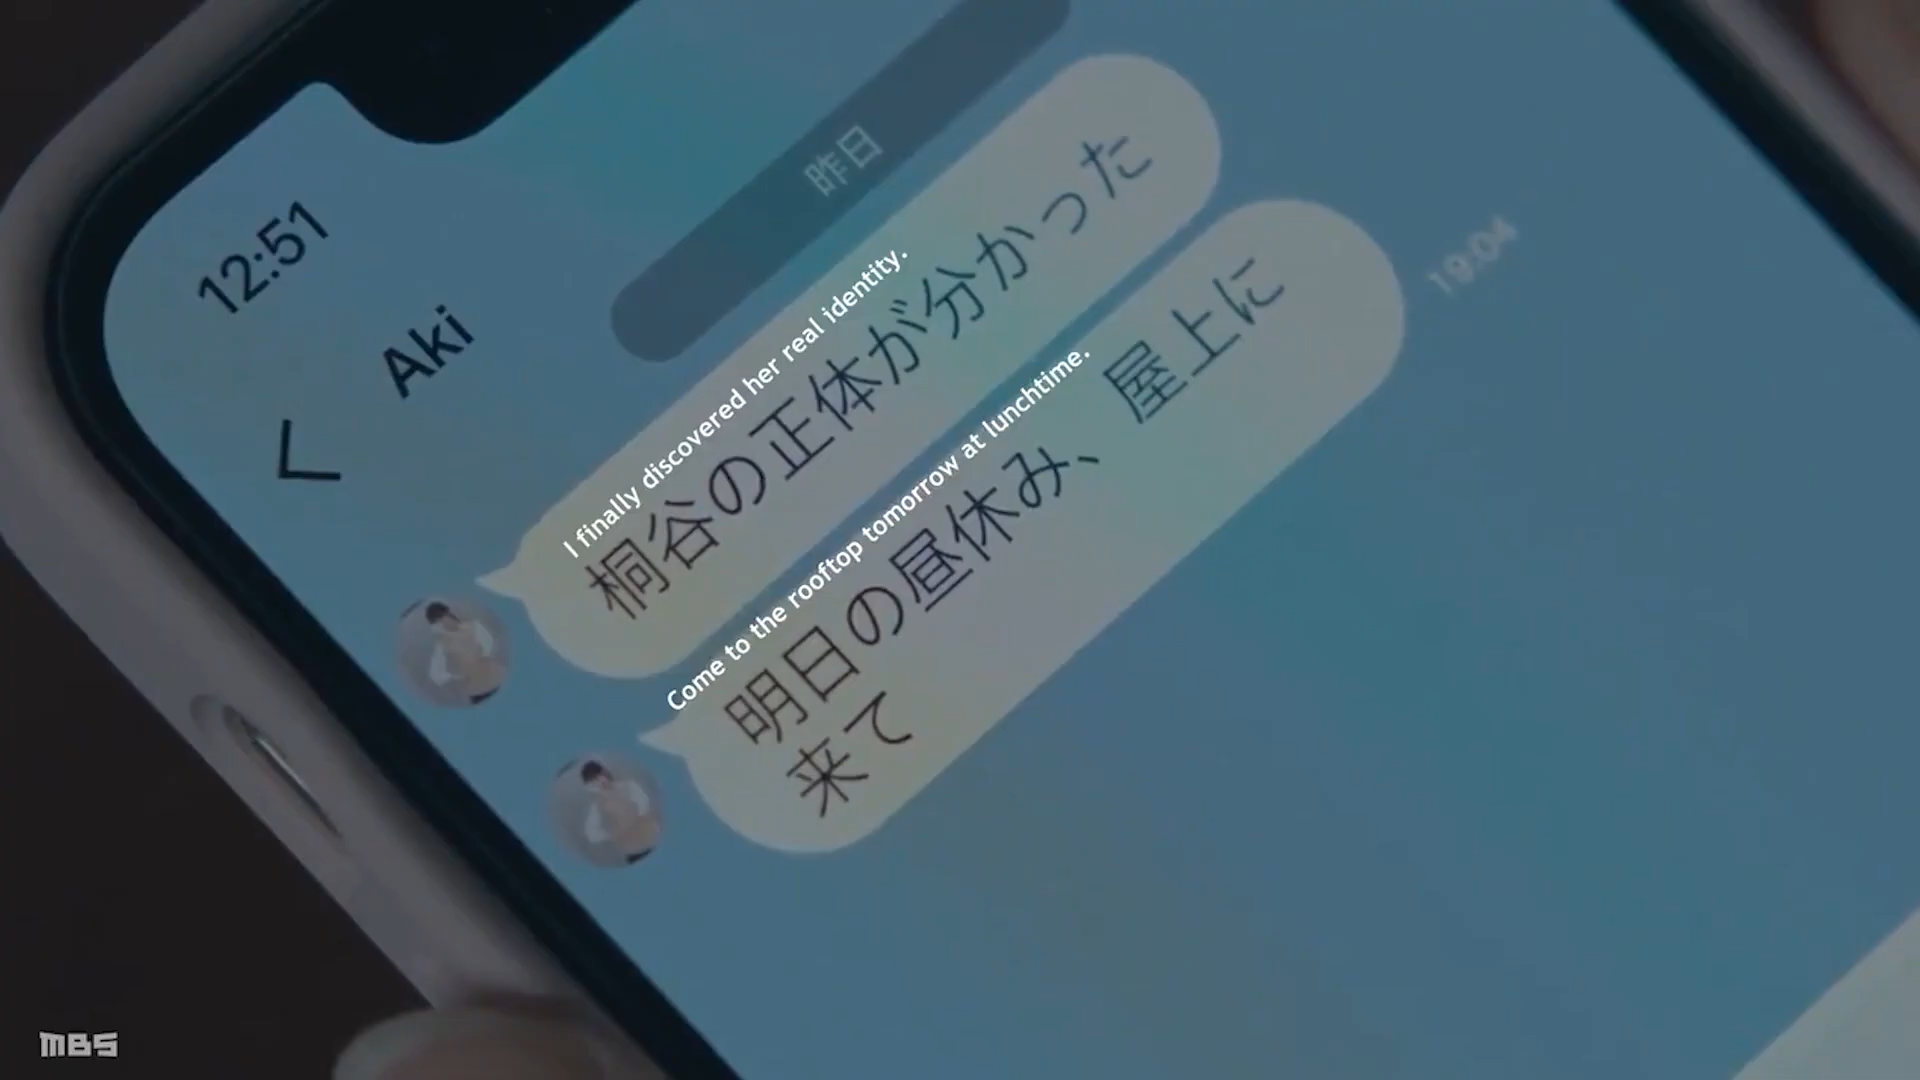 12:51
Aki
昨日
I finally discovered her real identity.
桐谷の正体が分かった
Come to the rooftop tomorrow at lunchtime.
明日の昼休み、屋上に
来て
19:04
MBS